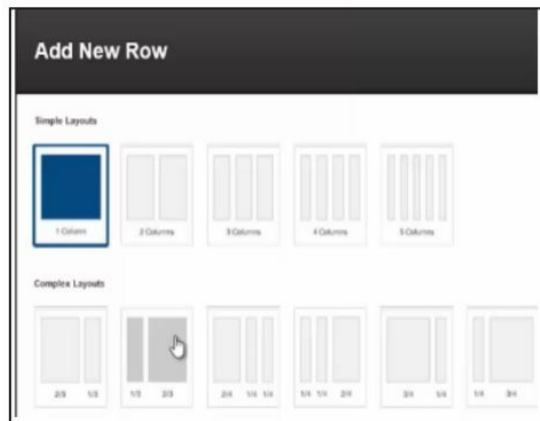 Add New Row
Simple Layouts
1 Column 2 Columns 3 Columns 4 Columns 5 Columns
Complex Layouts
2/3 1/3 1/3 2/3 2/4 1/4 1/4 1/4 1/4 2/4 3/4 1/4 1/4 3/4